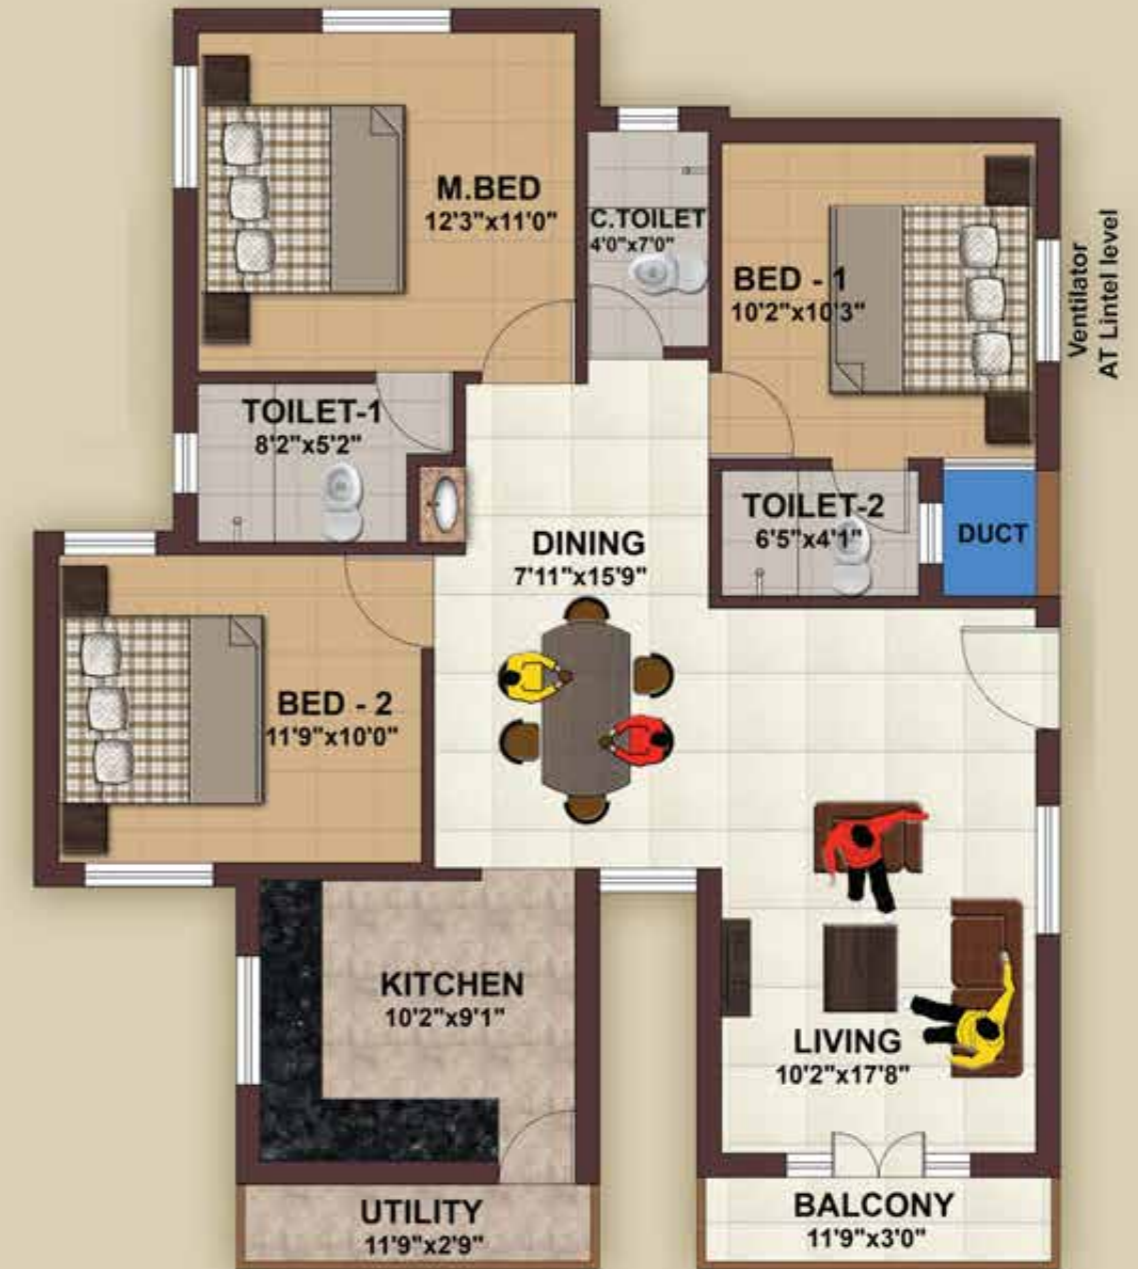 M.BED
12'3"x11'0"
C.TOILET
4'0"x7'0"
BED - 1
10'2"x10'3"
Ventilator
AT Lintel level
TOILET-1
8'2"x5'2"
TOILET-2
6'5"x4'1"
DUCT
DINING
7'11"x15'9"
BED - 2
11'9"x10'0"
KITCHEN
10'2"x9'1"
LIVING
10'2"x17'8"
UTILITY
11'9"x2'9"
BALCONY
11'9"x3'0"